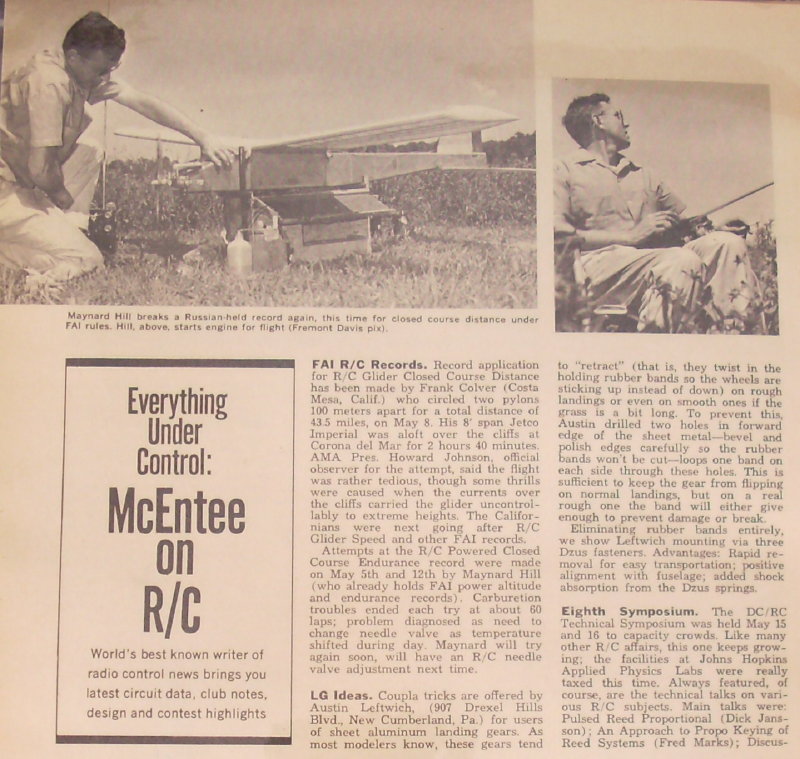 Maynard Hill breaks a Russian-held record again, this time for closed course distance under
FAI rules. Hill, above, starts engine for flight (Fremont Davis pix).
Everything
Under
Control:
McEntee
on
R/C
World's best known writer of
radio control news brings you
latest circuit data, club notes,
design and contest highlights
FAI R/C Records. Record application
for R/C Glider Closed Course Distance
has been made by Frank Colver (Costa
Mesa, Calif.) who circled two pylons
100 meters apart for a total distance of
43.5 miles, on May 8. His 8' span Jetco
Imperial was aloft over the cliffs at
Corona del Mar for 2 hours 40 minutes.
AMA Pres. Howard Johnson, official
observer for the attempt, said the flight
was rather tedious, though some thrills
were caused when the currents over
the cliffs carried the glider uncontrol-
lably to extreme heights. The Califor-
nians were next going after R/C
Glider Speed and other FAI records.
Attempts at the R/C Powered Closed
Course Endurance record were made
on May 5th and 12th by Maynard Hill
(who already holds FAI power altitude
and endurance records). Carburetion
troubles ended each try at about 60
laps; problem diagnosed as need to
change needle valve as temperature
shifted during day. Maynard will try
again soon, will have an R/C needle
valve adjustment next time.
LG Ideas. Coupla tricks are offered by
Austin Leftwich, (907 Drexel Hills
Blvd., New Cumberland, Pa.) for users
of sheet aluminum landing gears. As
most modelers know, these gears tend
to "retract" (that is, they twist in the
holding rubber bands so the wheels are
sticking up instead of down) on rough
landings or even on smooth ones if the
grass is a bit long. To prevent this,
Austin drilled two holes in forward
edge of the sheet metal—bevel and
polish edges carefully so the rubber
bands won't be cut—loops one band on
each side through these holes. This is
sufficient to keep the gear from flipping
on normal landings, but on a real
rough one the band will either give
enough to prevent damage or break.
Eliminating rubber bands entirely,
we show Leftwich mounting via three
Dzus fasteners. Advantages: Rapid re-
moval for easy transportation; positive
alignment with fuselage; added shock
absorption from the Dzus springs.
Eighth Symposium. The DC/RC
Technical Symposium was held May 15
and 16 to capacity crowds. Like many
other R/C affairs, this one keeps grow-
ing; the facilities at Johns Hopkins
Applied Physics Labs were really
taxed this time. Always featured, of
course, are the technical talks on vari-
ous R/C subjects. Main talks were:
Pulsed Reed Proportional (Dick Jans-
son); An Approach to Propo Keying of
Reed Systems (Fred Marks); Discus-